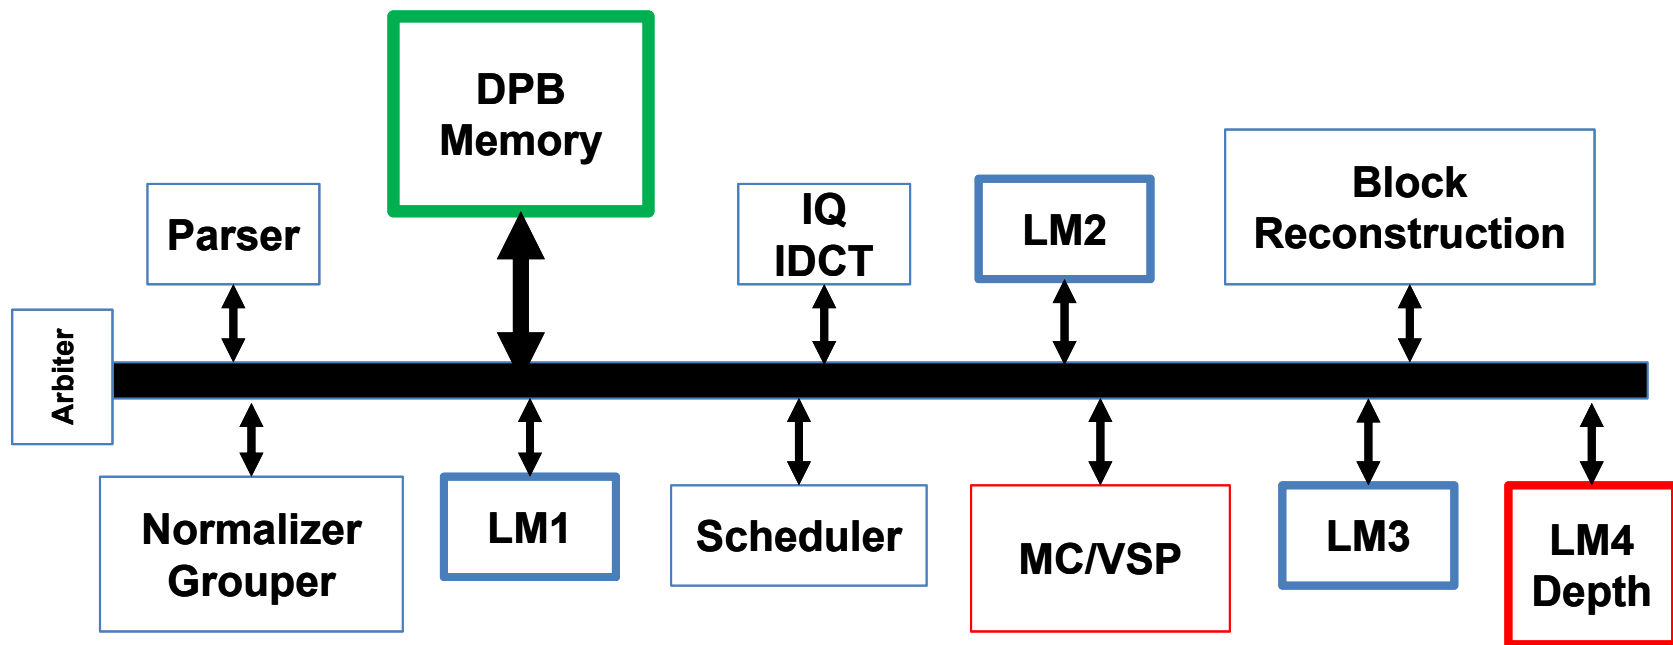 DPB
Memory
Parser
IQ
IDCT
LM2
Block
Reconstruction
Arbiter
Normalizer
Grouper
LM1
Scheduler
MC/VSP
LM3
LM4
Depth